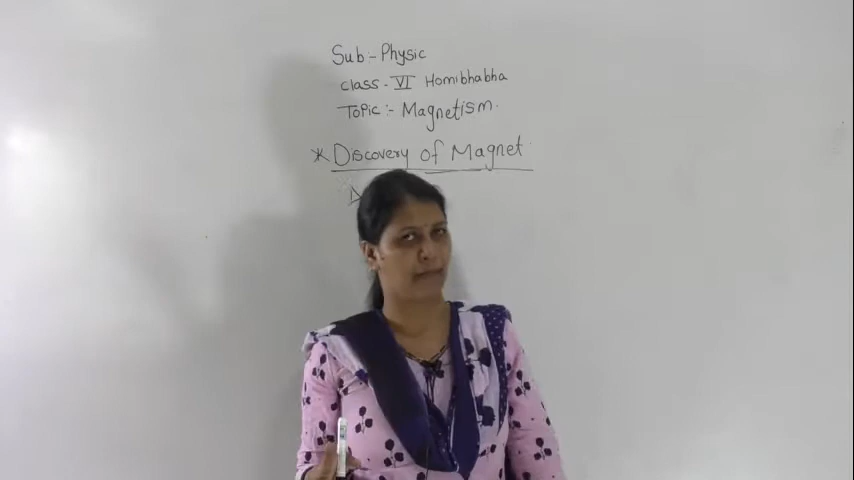 Sub:- Physic
class - VI Homibhabha
Topic :- Magnetism.
* Discovery of Magnet